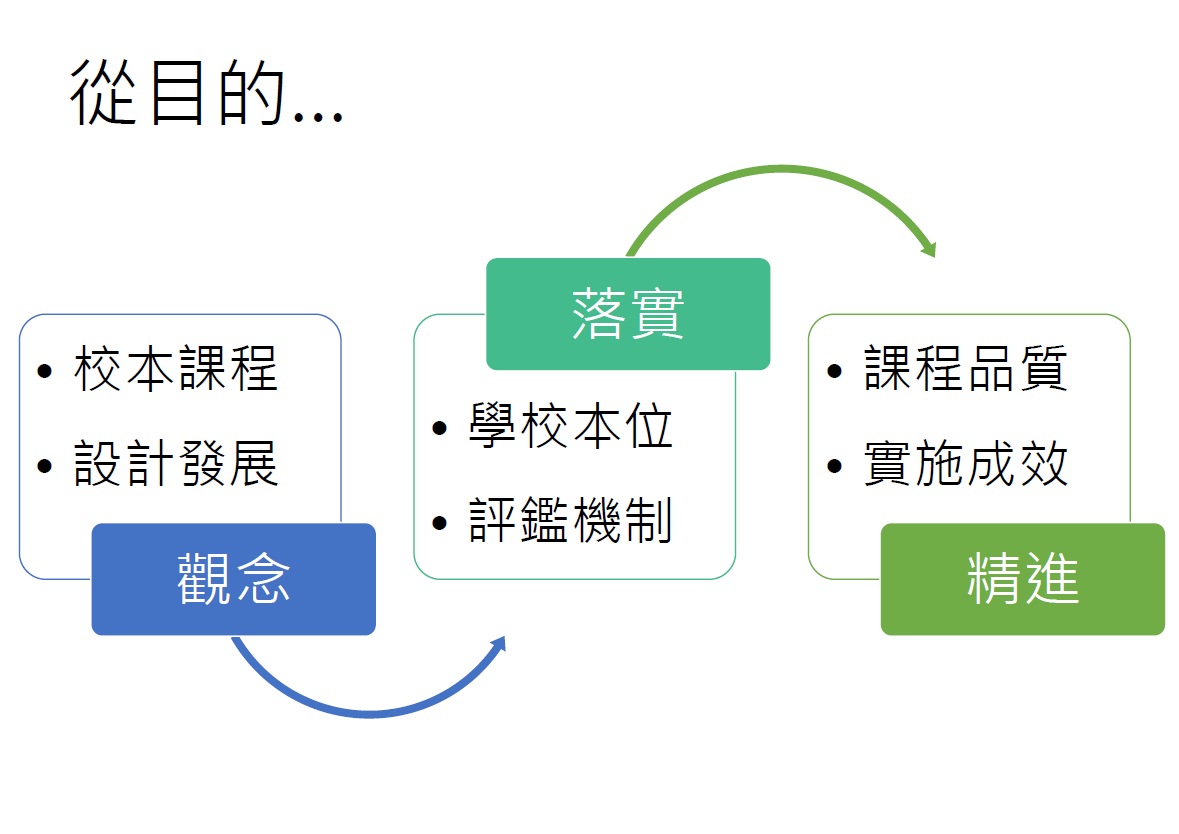 從目的...
• 校本課程
• 設計發展
觀念
落實
• 學校本位
• 評鑑機制
• 課程品質
• 實施成效
精進